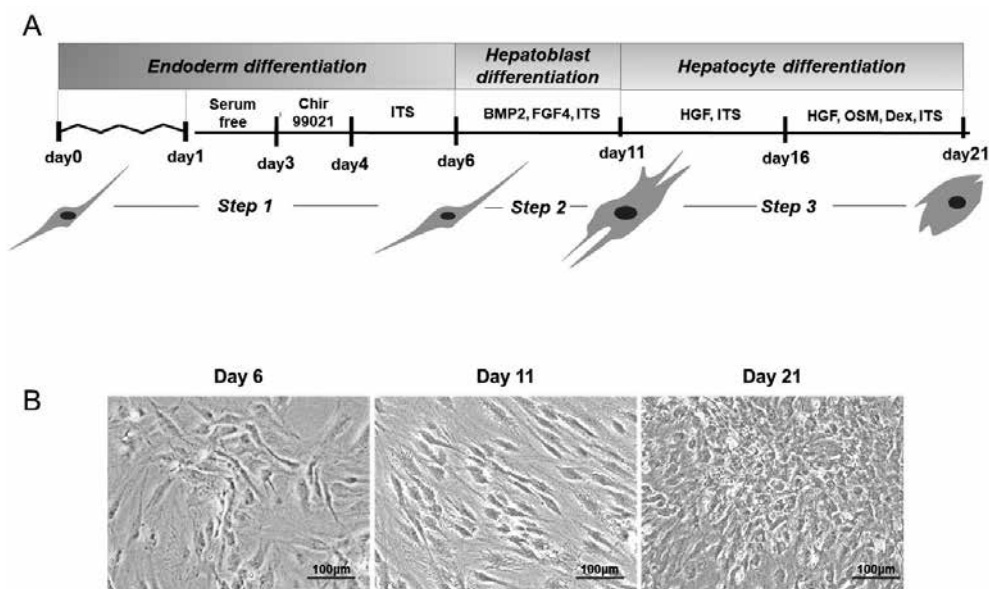 A
Endoderm differentiation
Hepatoblast
differentiation
Hepatocyte differentiation
Serum
free
Chir
99021
ITS
BMP2, FGF4, ITS
HGF, ITS
HGF, OSM, Dex, ITS
day0
day1
day3
day4
day6
day11
day16
day21
Step 1
Step 2
Step 3
B
Day 6
Day 11
Day 21
100µm
100µm
100µm